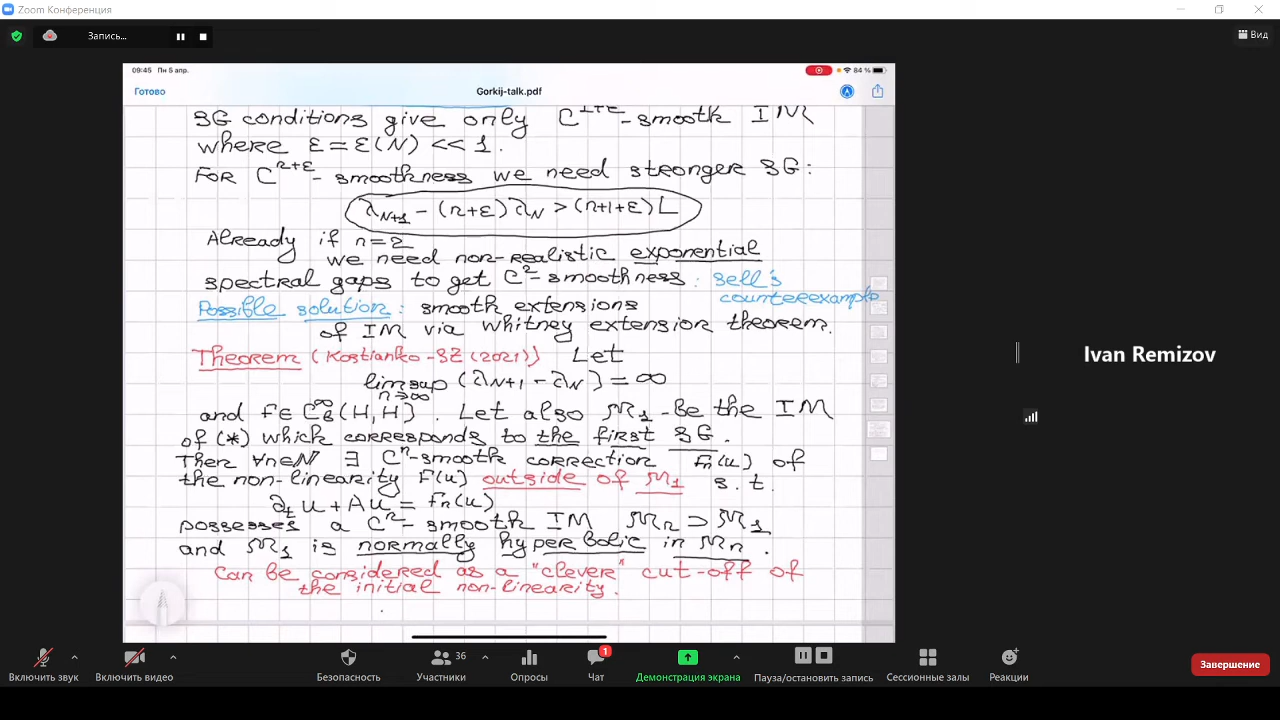 Zoom Конференция
Запись...
Вид
09:45 Пн 5 апр.
84 %
Готово
Gorkij-talk.pdf
SG conditions give only C^{1+ε}-smooth IM
where ε = ε(N) << 1.
For C^{n+ε}-smoothness we need stronger SG:
λ_{N+1} - (n+ε)λ_N > (n+1+ε)L
Already if n=2
we need non-realistic exponential
spectral gaps to get C^2-smoothness: Sell's
counterexample
Possible solution: smooth extensions
of IM via Whitney extension theorem.
Theorem (Kostianko-SZ (2021)) Let
limsup (λ_{N+1} - λ_N) = ∞
n→∞
and F∈ C_b^∞(H,H). Let also M_1 - be the IM
of (*) which corresponds to the first SG.
Then ∀n∈N ∃ C^n-smooth correction F_n(u) of
the non-linearity F(u) outside of M_1 s.t.
∂_t u + Au = F_n(u)
possesses a C^n-smooth IM M_n ⊃ M_1
and M_1 is normally hyperbolic in M_n.
Can be considered as a "clever" cut-off of
the initial non-linearity.
Ivan Remizov
Включить звук
Включить видео
Безопасность
36
Участники
Опросы
1
Чат
Демонстрация экрана
Пауза/остановить запись
Сессионные залы
Реакции
Завершение